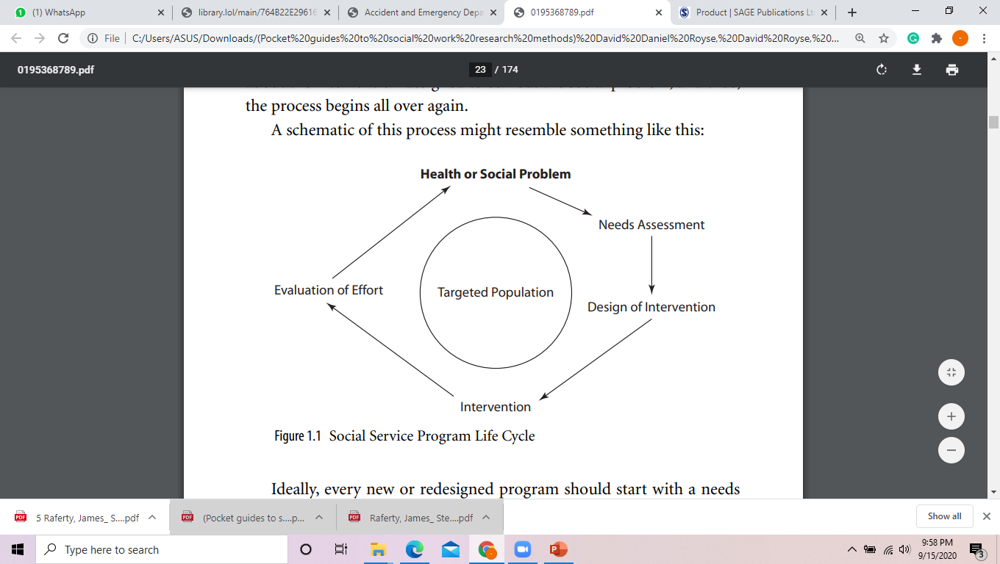 (1) WhatsApp
library.lol/main/764B22E29616
Accident and Emergency Depa
0195368789.pdf
Product | SAGE Publications Lt
File
C:/Users/ASUS/Downloads/(Pocket%20guides%20to%20social%20work%20research%20methods)%20David%20Daniel%20Royse,%20David%20Royse,%20...
0195368789.pdf
23 / 174
the process begins all over again.
A schematic of this process might resemble something like this:
Health or Social Problem
Needs Assessment
Evaluation of Effort
Targeted Population
Design of Intervention
Intervention
Figure 1.1 Social Service Program Life Cycle
Ideally, every new or redesigned program should start with a needs
5 Raferty, James_ S....pdf
(Pocket guides to s....p...
Raferty, James_ Ste....pdf
Show all
Type here to search
9:58 PM
9/15/2020
3